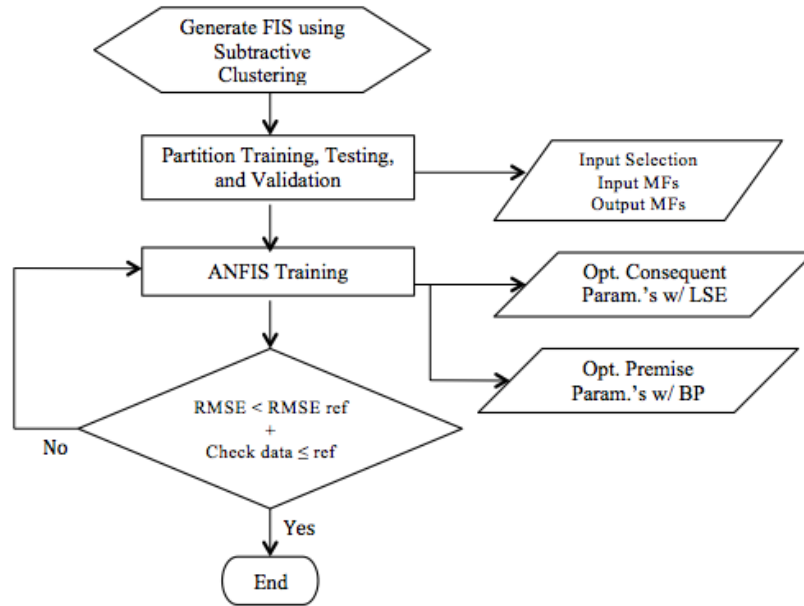 Generate FIS using
Subtractive
Clustering
Partition Training, Testing,
and Validation
Input Selection
Input MFs
Output MFs
ANFIS Training
Opt. Consequent
Param.'s w/ LSE
Opt. Premise
Param.'s w/ BP
RMSE < RMSE ref
+
Check data ≤ ref
No
Yes
End